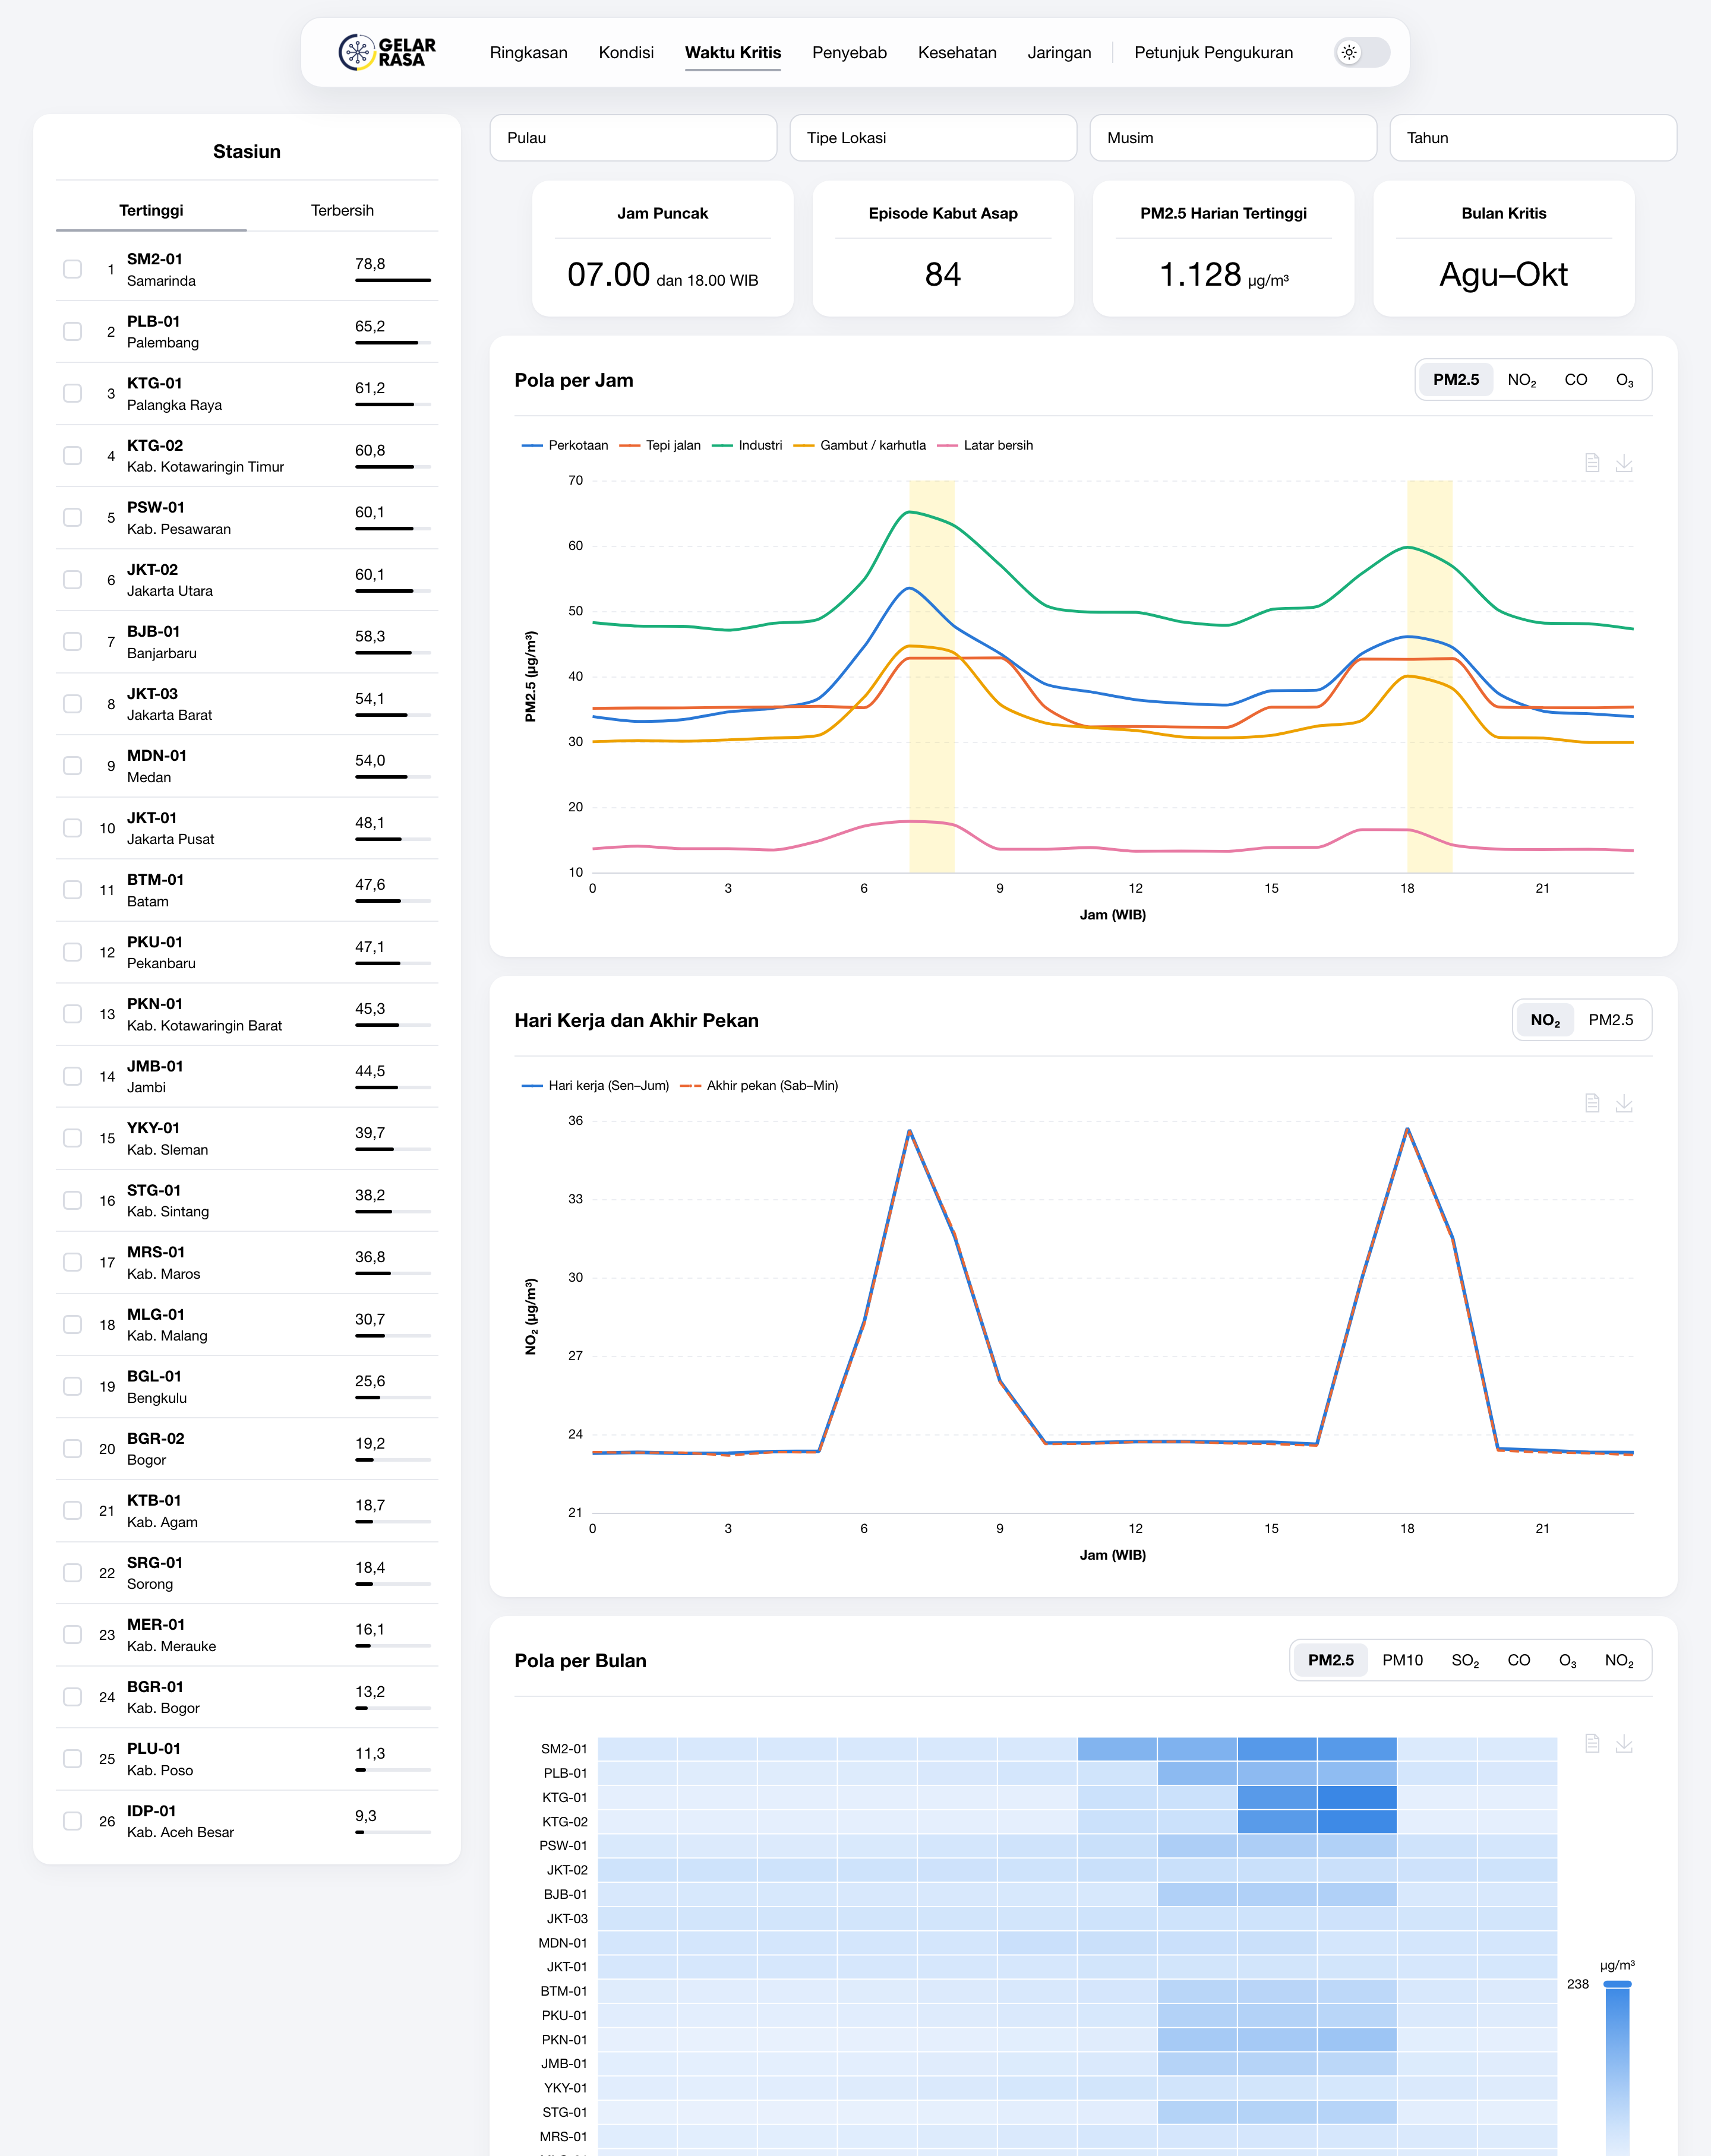 GELAR
RASA
Ringkasan
Kondisi
Waktu Kritis
Penyebab
Kesehatan
Jaringan
Petunjuk Pengukuran
Stasiun
Tertinggi
Terbersih
1 SM2-01 78,8
Samarinda
2 PLB-01 65,2
Palembang
3 KTG-01 61,2
Palangka Raya
4 KTG-02 60,8
Kab. Kotawaringin Timur
5 PSW-01 60,1
Kab. Pesawaran
6 JKT-02 60,1
Jakarta Utara
7 BJB-01 58,3
Banjarbaru
8 JKT-03 54,1
Jakarta Barat
9 MDN-01 54,0
Medan
10 JKT-01 48,1
Jakarta Pusat
11 BTM-01 47,6
Batam
12 PKU-01 47,1
Pekanbaru
13 PKN-01 45,3
Kab. Kotawaringin Barat
14 JMB-01 44,5
Jambi
15 YKY-01 39,7
Kab. Sleman
16 STG-01 38,2
Kab. Sintang
17 MRS-01 36,8
Kab. Maros
18 MLG-01 30,7
Kab. Malang
19 BGL-01 25,6
Bengkulu
20 BGR-02 19,2
Bogor
21 KTB-01 18,7
Kab. Agam
22 SRG-01 18,4
Sorong
23 MER-01 16,1
Kab. Merauke
24 BGR-01 13,2
Kab. Bogor
25 PLU-01 11,3
Kab. Poso
26 IDP-01 9,3
Kab. Aceh Besar
Pulau
Tipe Lokasi
Musim
Tahun
Jam Puncak
07.00 dan 18.00 WIB
Episode Kabut Asap
84
PM2.5 Harian Tertinggi
1.128 µg/m³
Bulan Kritis
Agu–Okt
Pola per Jam
PM2.5 NO₂ CO O₃
Perkotaan Tepi jalan Industri Gambut / karhutla Latar bersih
PM2.5 (µg/m³)
70
60
50
40
30
20
10
0 3 6 9 12 15 18 21
Jam (WIB)
Hari Kerja dan Akhir Pekan
NO₂ PM2.5
Hari kerja (Sen–Jum) Akhir pekan (Sab–Min)
NO₂ (µg/m³)
36
33
30
27
24
21
0 3 6 9 12 15 18 21
Jam (WIB)
Pola per Bulan
PM2.5 PM10 SO₂ CO O₃ NO₂
SM2-01
PLB-01
KTG-01
KTG-02
PSW-01
JKT-02
BJB-01
JKT-03
MDN-01
JKT-01
BTM-01
PKU-01
PKN-01
JMB-01
YKY-01
STG-01
MRS-01
µg/m³
238